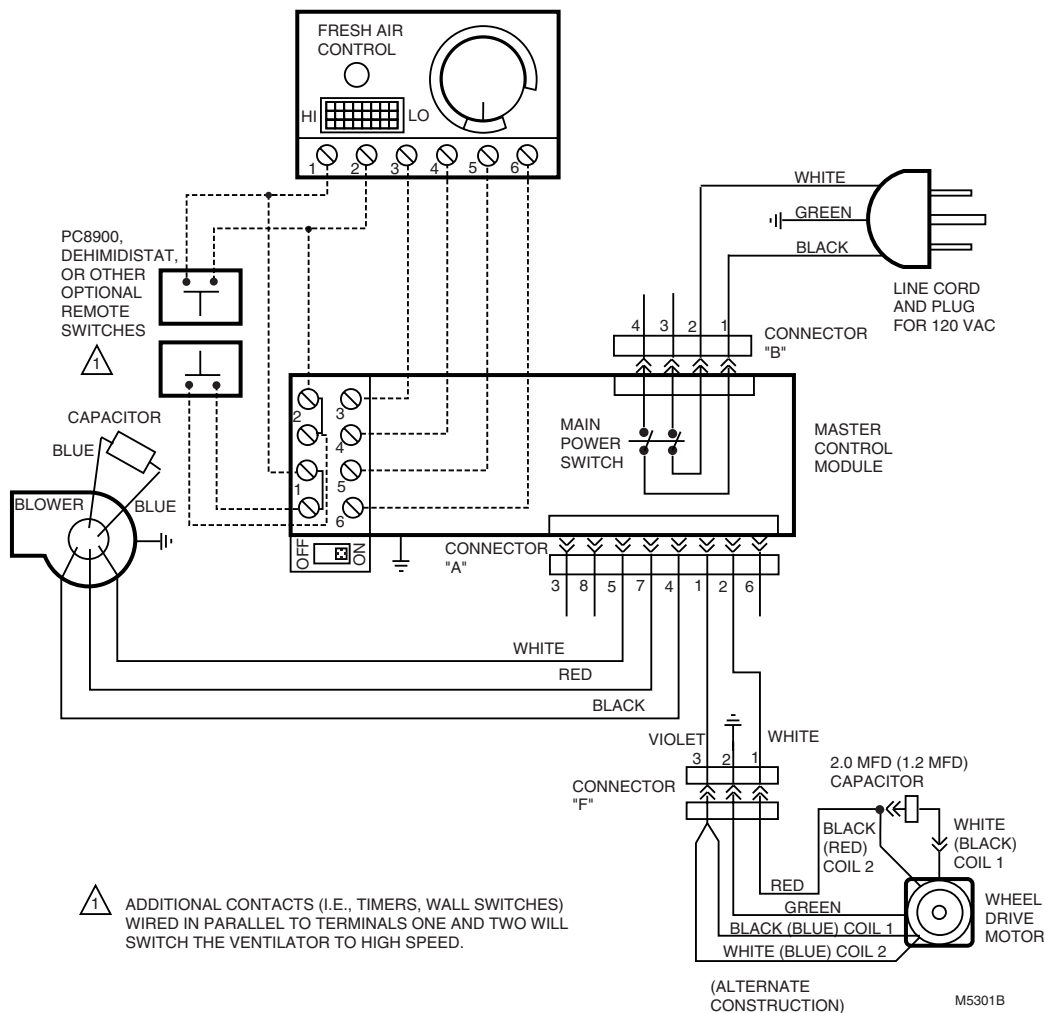 FRESH AIR
CONTROL
HI
LO
1
2
3
4
5
6
WHITE
GREEN
BLACK
LINE CORD
AND PLUG
FOR 120 VAC
PC8900,
DEHIMIDISTAT,
OR OTHER
OPTIONAL
REMOTE
SWITCHES
1
4
3
2
1
CONNECTOR
"B"
CAPACITOR
BLUE
BLUE
BLOWER
2
1
3
4
5
6
MAIN
POWER
SWITCH
MASTER
CONTROL
MODULE
OFF
ON
CONNECTOR
"A"
3
8
5
7
4
1
2
6
WHITE
RED
BLACK
VIOLET
WHITE
3
2
1
CONNECTOR
"F"
2.0 MFD (1.2 MFD)
CAPACITOR
BLACK
(RED)
COIL 2
WHITE
(BLACK)
COIL 1
RED
GREEN
BLACK (BLUE) COIL 1
WHITE (BLUE) COIL 2
WHEEL
DRIVE
MOTOR
(ALTERNATE
CONSTRUCTION)
1
ADDITIONAL CONTACTS (I.E., TIMERS, WALL SWITCHES)
WIRED IN PARALLEL TO TERMINALS ONE AND TWO WILL
SWITCH THE VENTILATOR TO HIGH SPEED.
M5301B